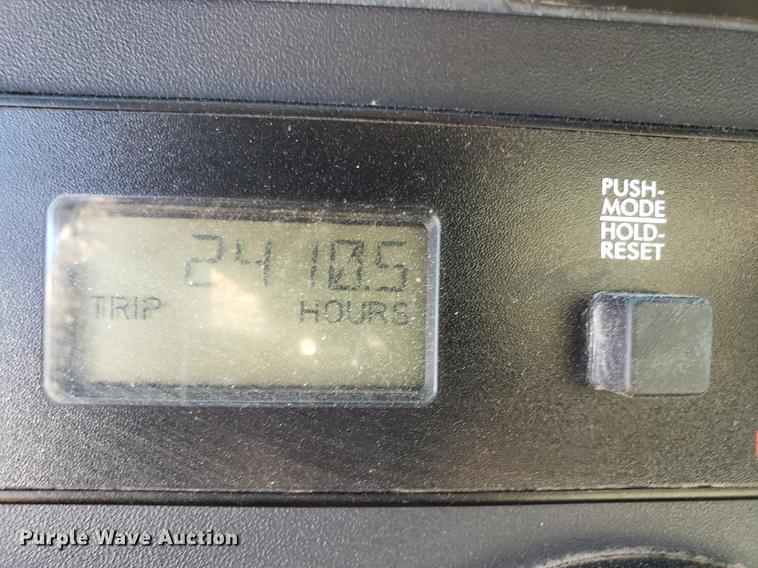 2410.5
TRIP HOURS
PUSH-
MODE
HOLD-
RESET
Purple Wave Auction